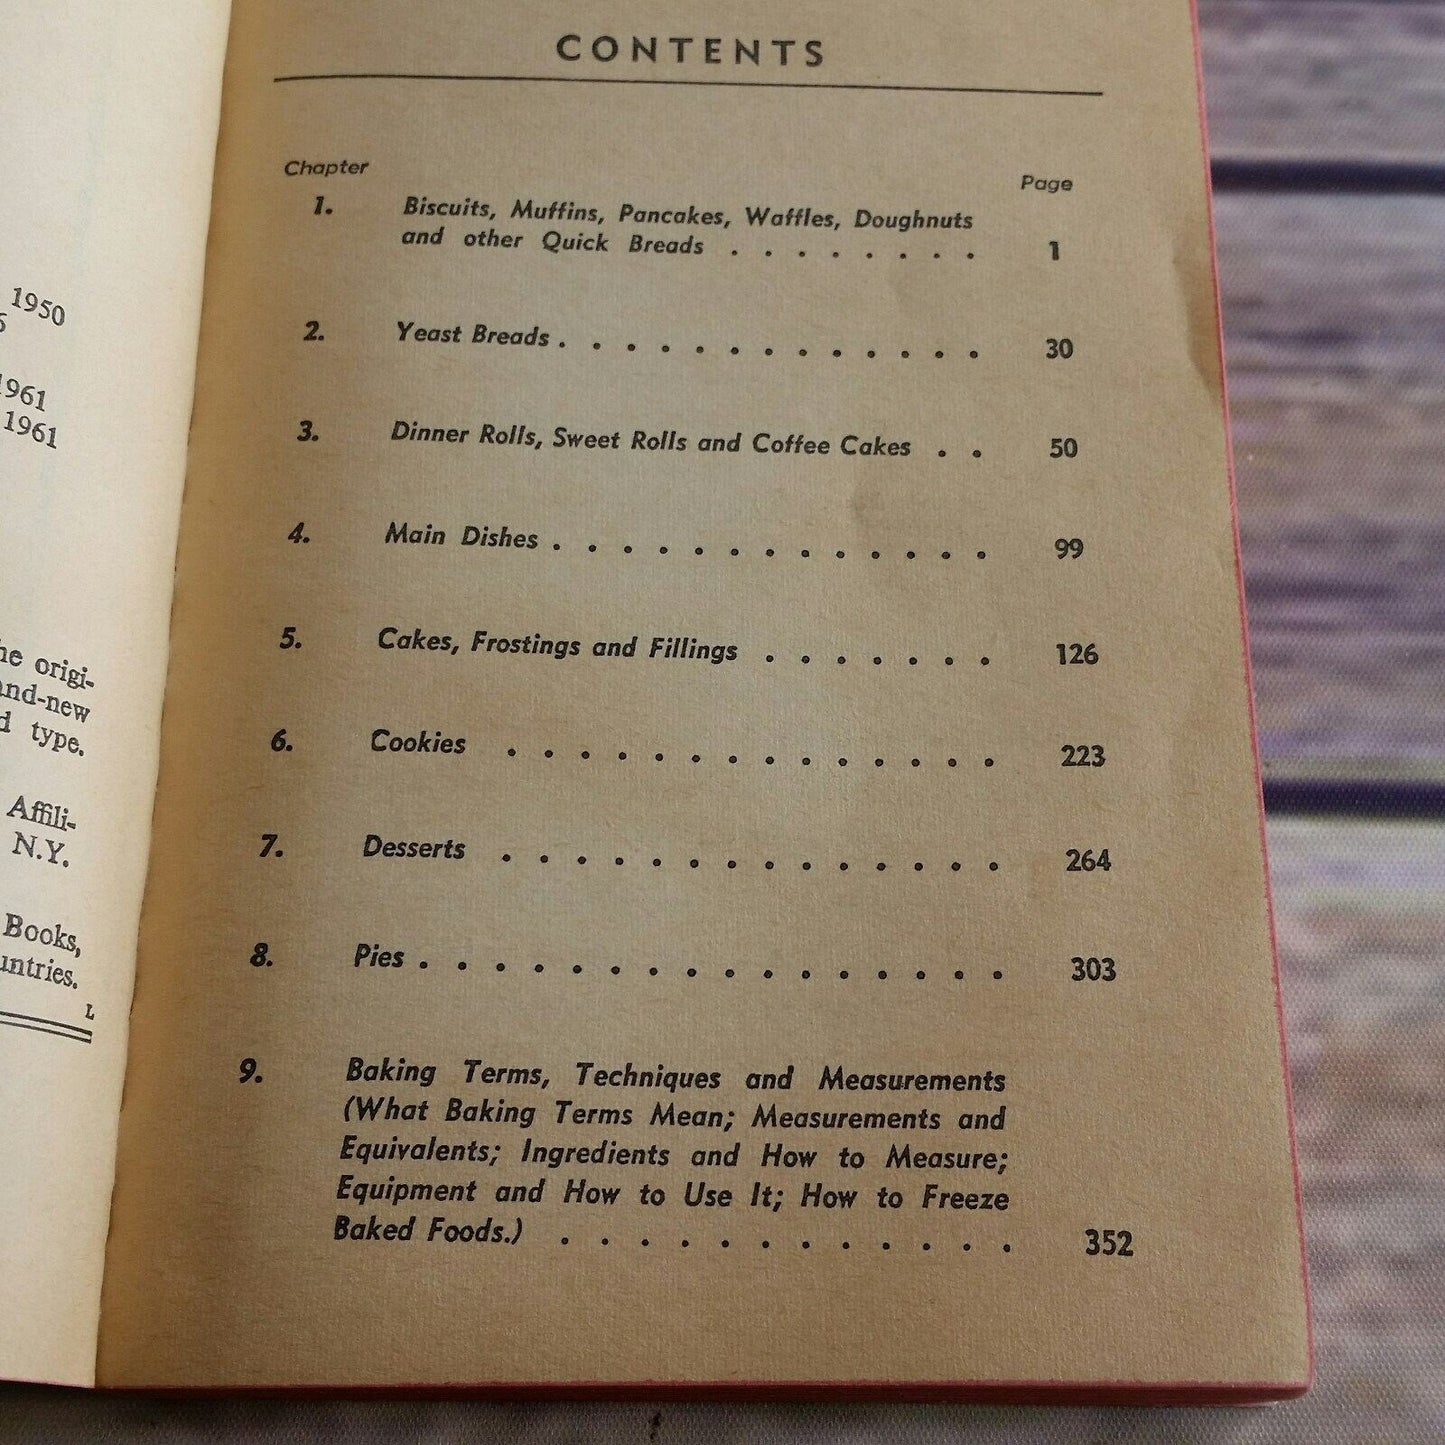 1950
1961
1961
origi-
and-new
type.
Affili-
N.Y.
Books,
L
CONTENTS
Chapter Page
1. Biscuits, Muffins, Pancakes, Waffles, Doughnuts
and other Quick Breads . . . . . . . . 1
2. Yeast Breads . . . . . . . . . . . . . 30
3. Dinner Rolls, Sweet Rolls and Coffee Cakes . . 50
4. Main Dishes . . . . . . . . . . . . . 99
5. Cakes, Frostings and Fillings . . . . . . . 126
6. Cookies . . . . . . . . . . . . . . 223
7. Desserts . . . . . . . . . . . . . . 264
8. Pies . . . . . . . . . . . . . . . . 303
9. Baking Terms, Techniques and Measurements
(What Baking Terms Mean; Measurements and
Equivalents; Ingredients and How to Measure;
Equipment and How to Use It; How to Freeze
Baked Foods.) . . . . . . . . . . . . 352